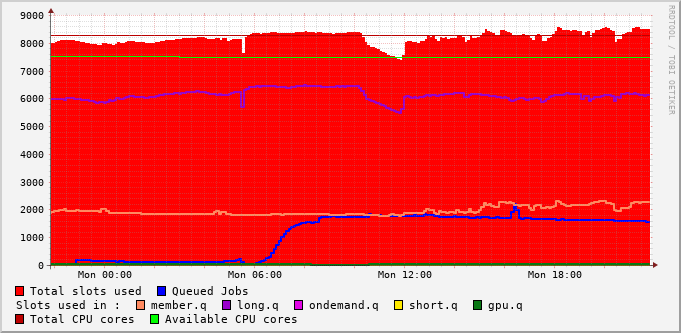 RRDTOOL / TOBI OETIKER
9000
8000
7000
6000
5000
4000
3000
2000
1000
0
Mon 00:00 Mon 06:00 Mon 12:00 Mon 18:00
Total slots used Queued Jobs
Slots used in : member.q long.q ondemand.q short.q gpu.q
Total CPU cores Available CPU cores